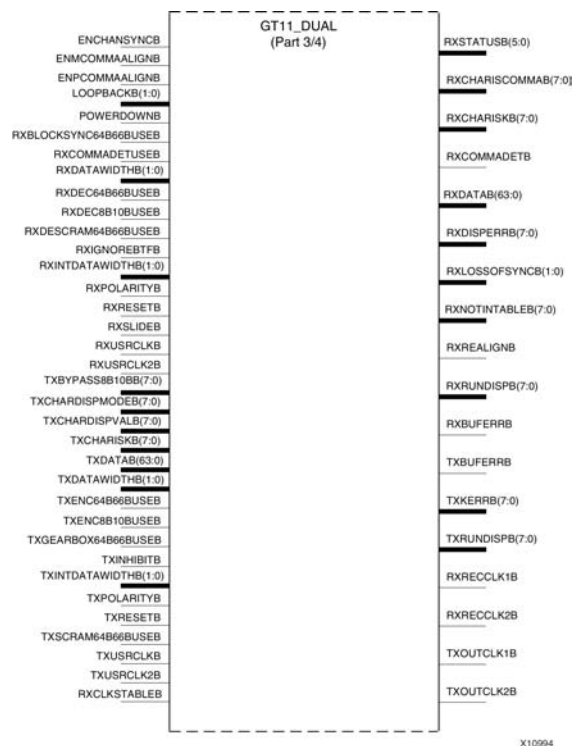 GT11_DUAL
(Part 3/4)
ENCHANSYNCB
ENMCOMMAALIGNB
ENPCOMMAALIGNB
LOOPBACKB(1:0)
POWERDOWNB
RXBLOCKSYNC64B66BUSEB
RXCOMMADETUSEB
RXDATAWIDTHB(1:0)
RXDEC64B66BUSEB
RXDEC8B10BUSEB
RXDESCRAM64B66BUSEB
RXIGNOREBTFB
RXINTDATAWIDTHB(1:0)
RXPOLARITYB
RXRESETB
RXSLIDEB
RXUSRCLKB
RXUSRCLK2B
TXBYPASS8B10BB(7:0)
TXCHARDISPMODEB(7:0)
TXCHARDISPVALB(7:0)
TXCHARISKB(7:0)
TXDATAB(63:0)
TXDATAWIDTHB(1:0)
TXENC64B66BUSEB
TXENC8B10BUSEB
TXGEARBOX64B66BUSEB
TXINHIBITB
TXINTDATAWIDTHB(1:0)
TXPOLARITYB
TXRESETB
TXSCRAM64B66BUSEB
TXUSRCLKB
TXUSRCLK2B
RXCLKSTABLEB
RXSTATUSB(5:0)
RXCHARISCOMMAB(7:0)
RXCHARISKB(7:0)
RXCOMMADETB
RXDATAB(63:0)
RXDISPERRB(7:0)
RXLOSSOFSYNCB(1:0)
RXNOTINTABLEB(7:0)
RXREALIGNB
RXRUNDISPB(7:0)
RXBUFERRB
TXBUFERRB
TXKERRB(7:0)
TXRUNDISPB(7:0)
RXRECCLK1B
RXRECCLK2B
TXOUTCLK1B
TXOUTCLK2B
X10994